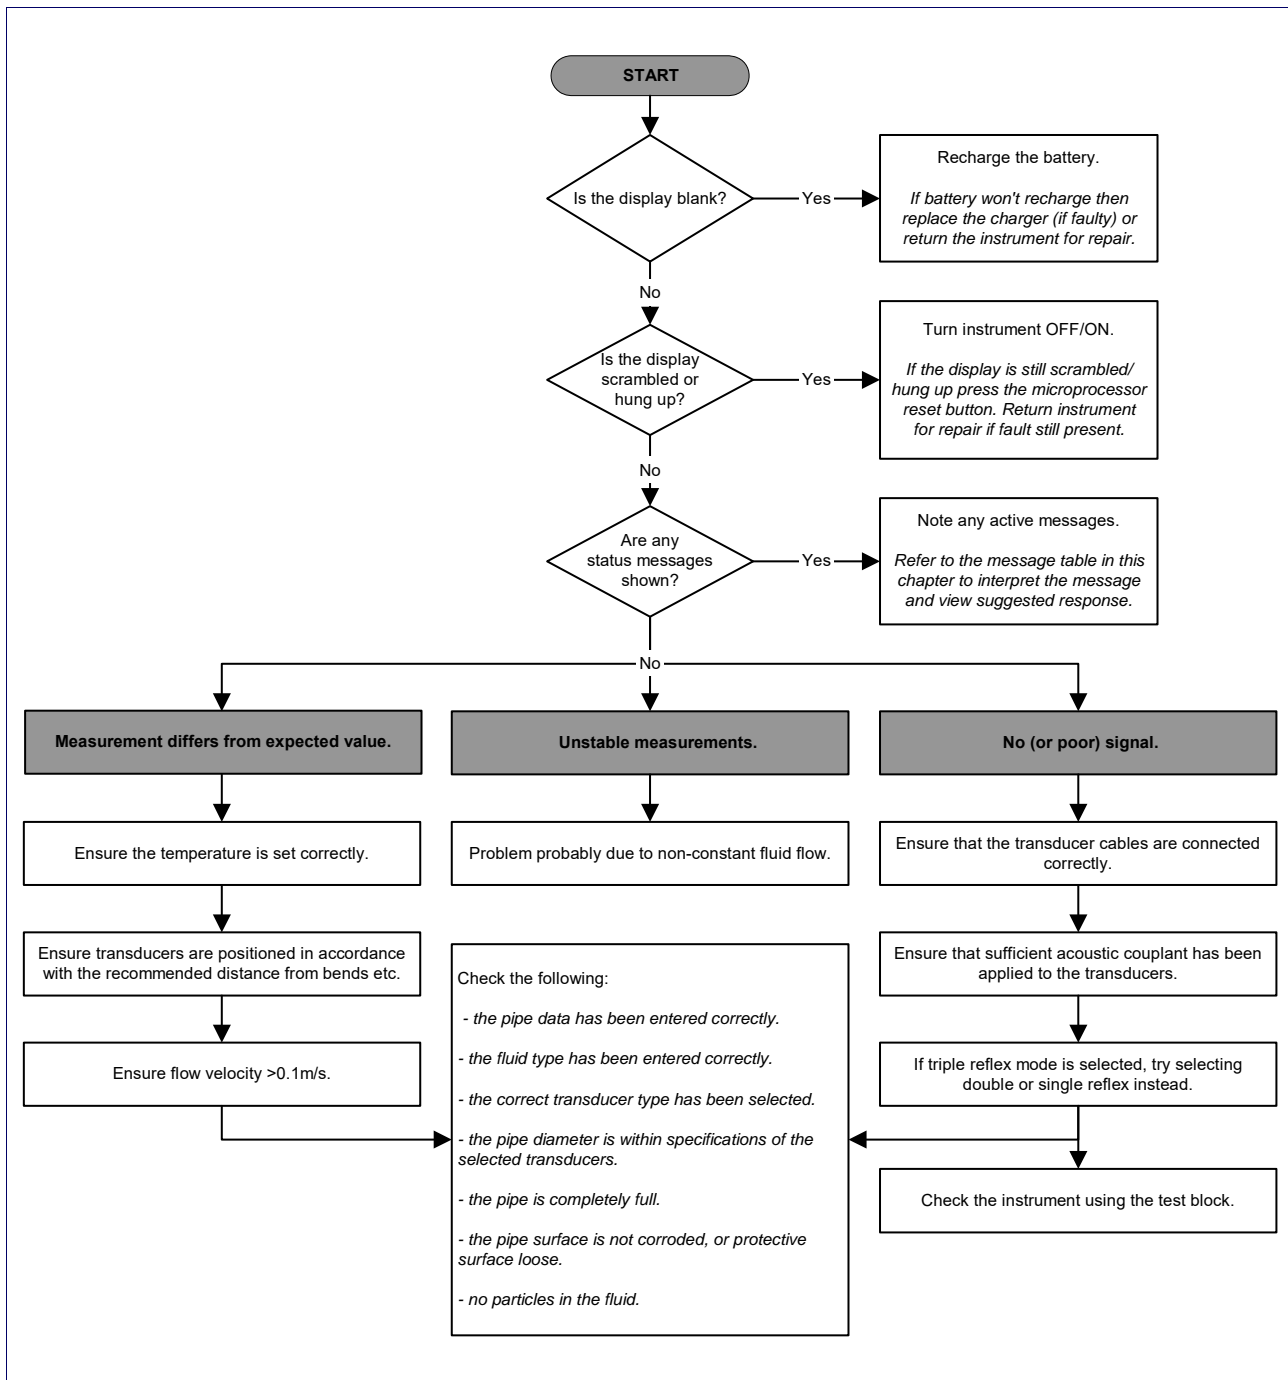 START
Is the display blank?
Yes
Recharge the battery.
If battery won't recharge then
replace the charger (if faulty) or
return the instrument for repair.
No
Is the display
scrambled or
hung up?
Yes
Turn instrument OFF/ON.
If the display is still scrambled/
hung up press the microprocessor
reset button. Return instrument
for repair if fault still present.
No
Are any
status messages
shown?
Yes
Note any active messages.
Refer to the message table in this
chapter to interpret the message
and view suggested response.
No
Measurement differs from expected value.
Ensure the temperature is set correctly.
Ensure transducers are positioned in accordance
with the recommended distance from bends etc.
Ensure flow velocity >0.1m/s.
Unstable measurements.
Problem probably due to non-constant fluid flow.
Check the following:
- the pipe data has been entered correctly.
- the fluid type has been entered correctly.
- the correct transducer type has been selected.
- the pipe diameter is within specifications of the
selected transducers.
- the pipe is completely full.
- the pipe surface is not corroded, or protective
surface loose.
- no particles in the fluid.
No (or poor) signal.
Ensure that the transducer cables are connected
correctly.
Ensure that sufficient acoustic couplant has been
applied to the transducers.
If triple reflex mode is selected, try selecting
double or single reflex instead.
Check the instrument using the test block.